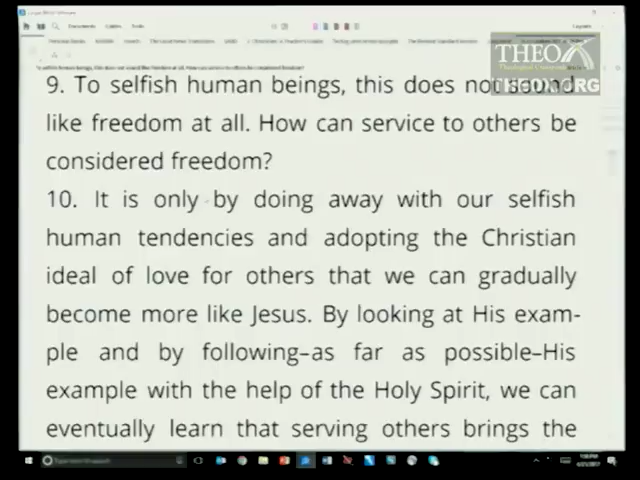 THEO
THEOX.ORG
9. To selfish human beings, this does not
like freedom at all. How can service to others be
considered freedom?
10. It is only by doing away with our selfish
human tendencies and adopting the Christian
ideal of love for others that we can gradually
become more like Jesus. By looking at His exam-
ple and by following–as far as possible–His
example with the help of the Holy Spirit, we can
eventually learn that serving others brings the